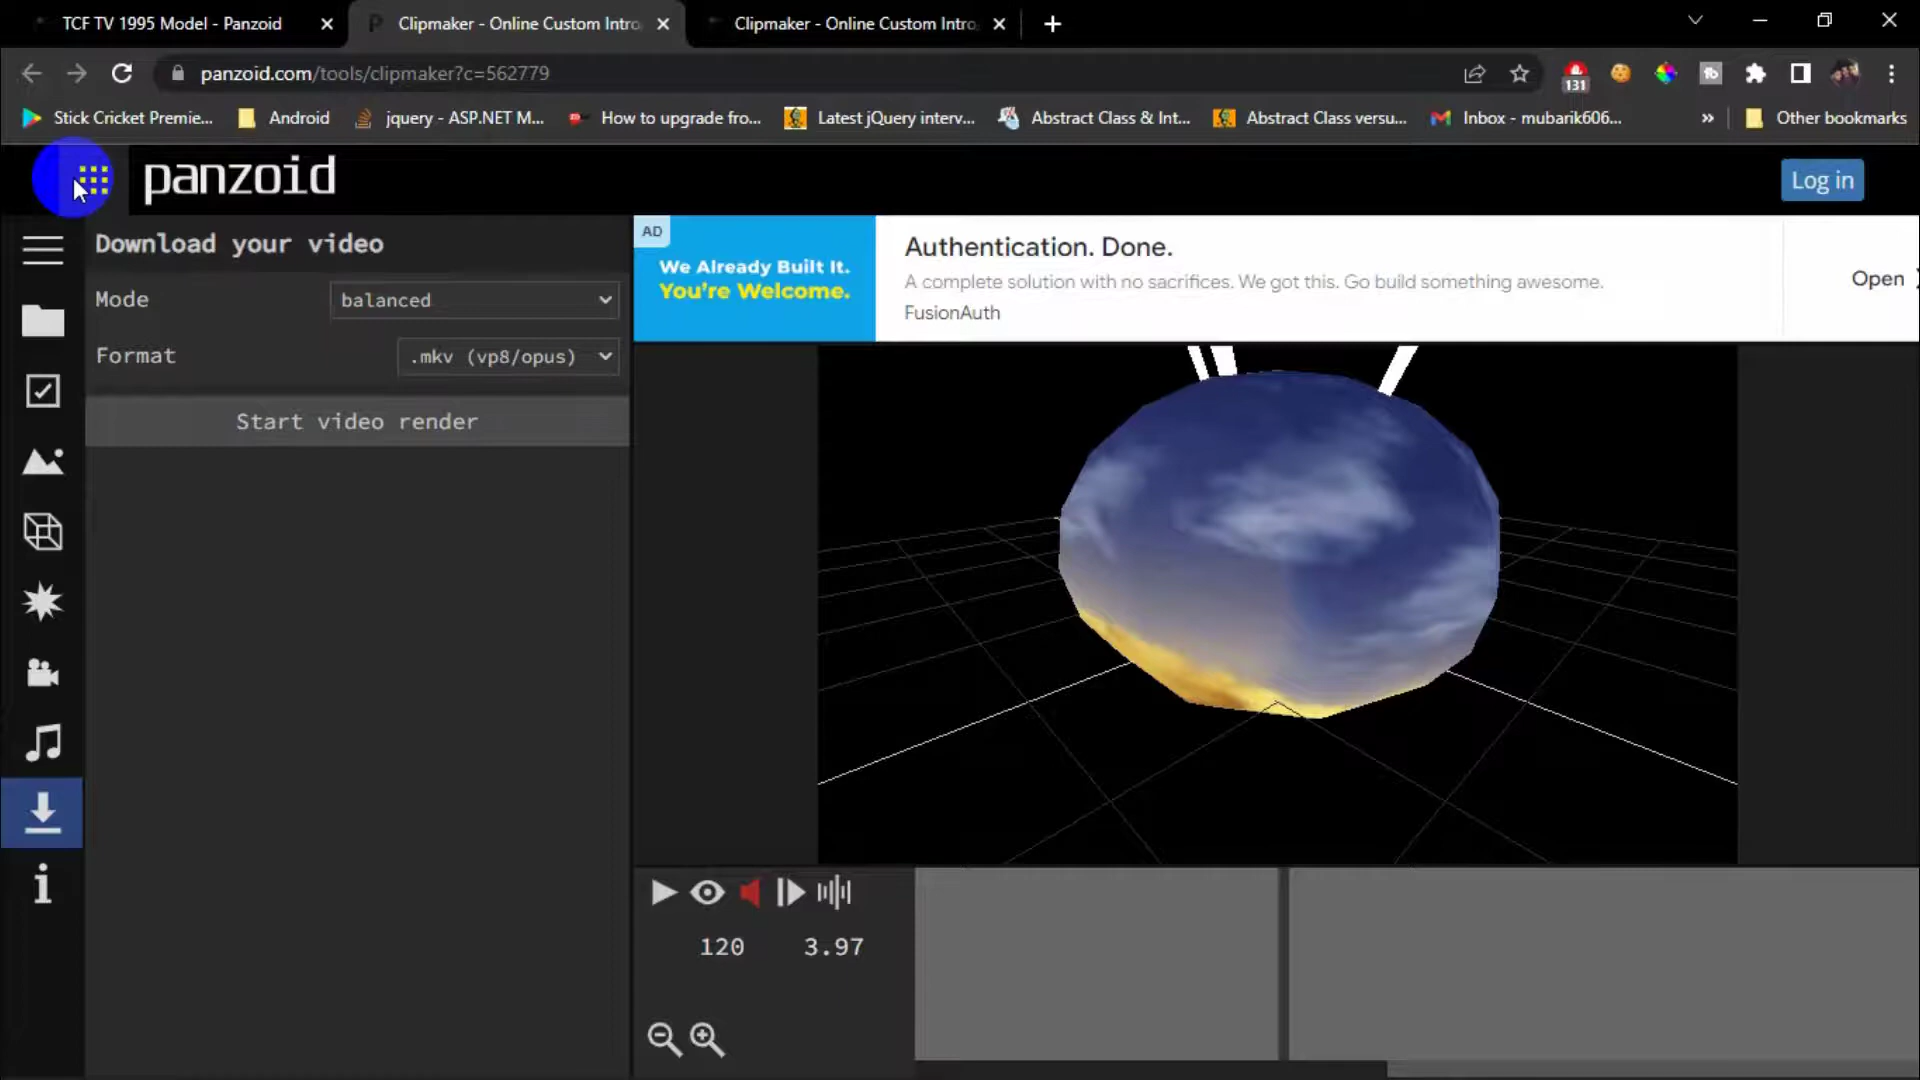 TCF TV 1995 Model - Panzoid
Clipmaker - Online Custom Intro
Clipmaker - Online Custom Intro
panzoid.com/tools/clipmaker?c=562779
131
Stick Cricket Premie...
Android
jquery - ASP.NET M...
How to upgrade fro...
Latest jQuery interv...
Abstract Class & Int...
Abstract Class versu...
Inbox - mubarik606...
»
Other bookmarks
panzoid
Log in
Download your video
Mode
balanced
Format
.mkv (vp8/opus)
Start video render
AD
We Already Built It.
You're Welcome.
Authentication. Done.
A complete solution with no sacrifices. We got this. Go build something awesome.
FusionAuth
Open
120
3.97